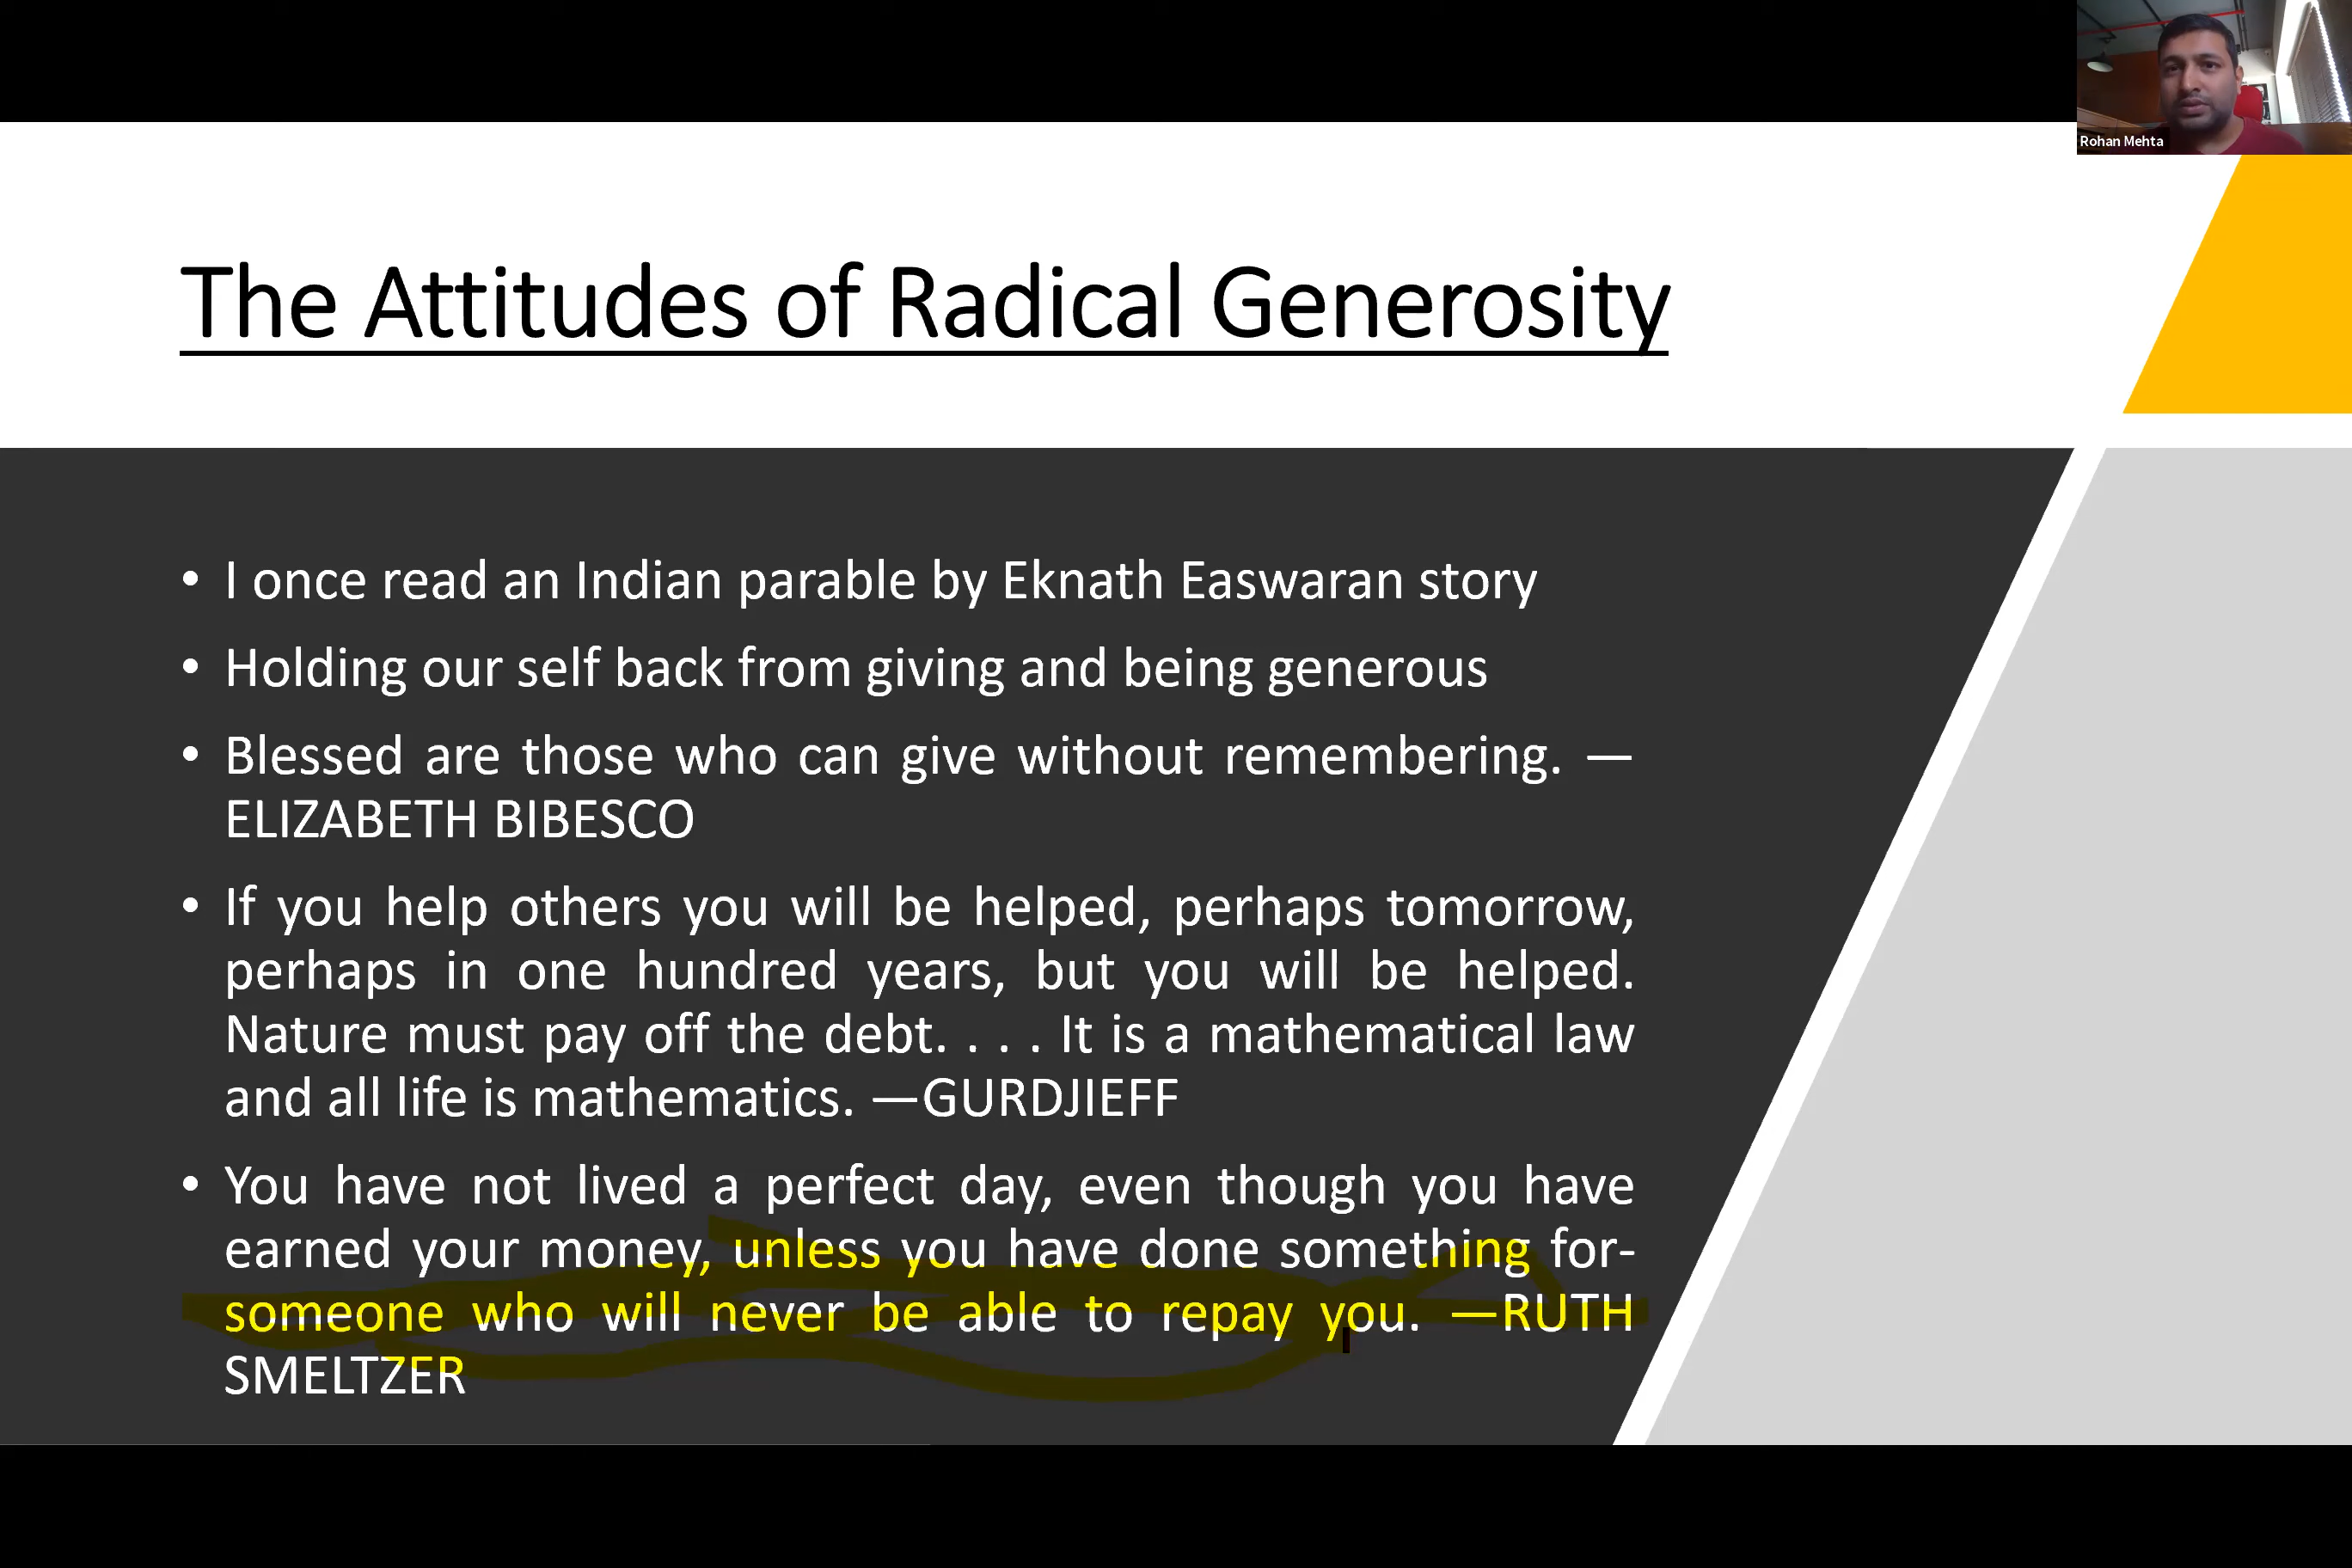 Rohan Mehta
The Attitudes of Radical Generosity
• I once read an Indian parable by Eknath Easwaran story
• Holding our self back from giving and being generous
• Blessed are those who can give without remembering. —
ELIZABETH BIBESCO
• If you help others you will be helped, perhaps tomorrow,
perhaps in one hundred years, but you will be helped.
Nature must pay off the debt. . . . It is a mathematical law
and all life is mathematics. —GURDJIEFF
• You have not lived a perfect day, even though you have
earned your money, unless you have done something for-
someone who will never be able to repay you. —RUTH
SMELTZER